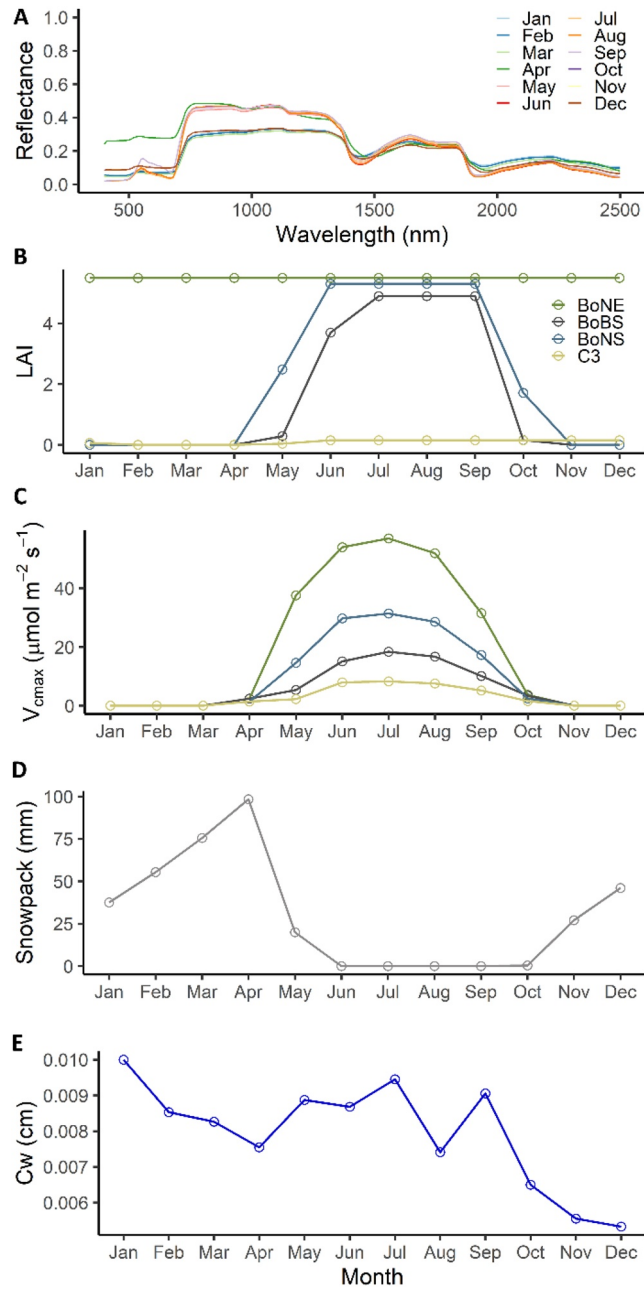 A
1.0
0.8
0.6
0.4
0.2
0.0
Reflectance
Jan Jul
Feb Aug
Mar Sep
Apr Oct
May Nov
Jun Dec
500 1000 1500 2000 2500
Wavelength (nm)
B
4
2
0
LAI
BoNE
BoBS
BoNS
C3
Jan Feb Mar Apr May Jun Jul Aug Sep Oct Nov Dec
C
40
20
0
Vcmax (μmol m−2 s−1)
Jan Feb Mar Apr May Jun Jul Aug Sep Oct Nov Dec
D
100
75
50
25
0
Snowpack (mm)
Jan Feb Mar Apr May Jun Jul Aug Sep Oct Nov Dec
E
0.010
0.009
0.008
0.007
0.006
Cw (cm)
Jan Feb Mar Apr May Jun Jul Aug Sep Oct Nov Dec
Month